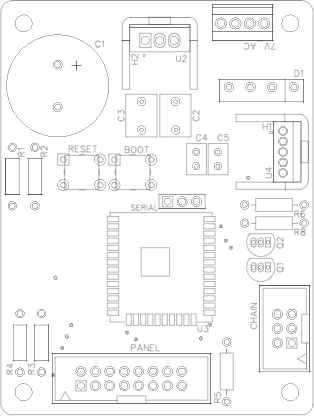 7V AC
C1
H2
U2
D1
C3
C2
H1
U4
C4
C5
R1
R2
RESET
BOOT
SERIAL
R6
R8
Q2
Q1
U3
CHAIN
R4
R3
PANEL
R5